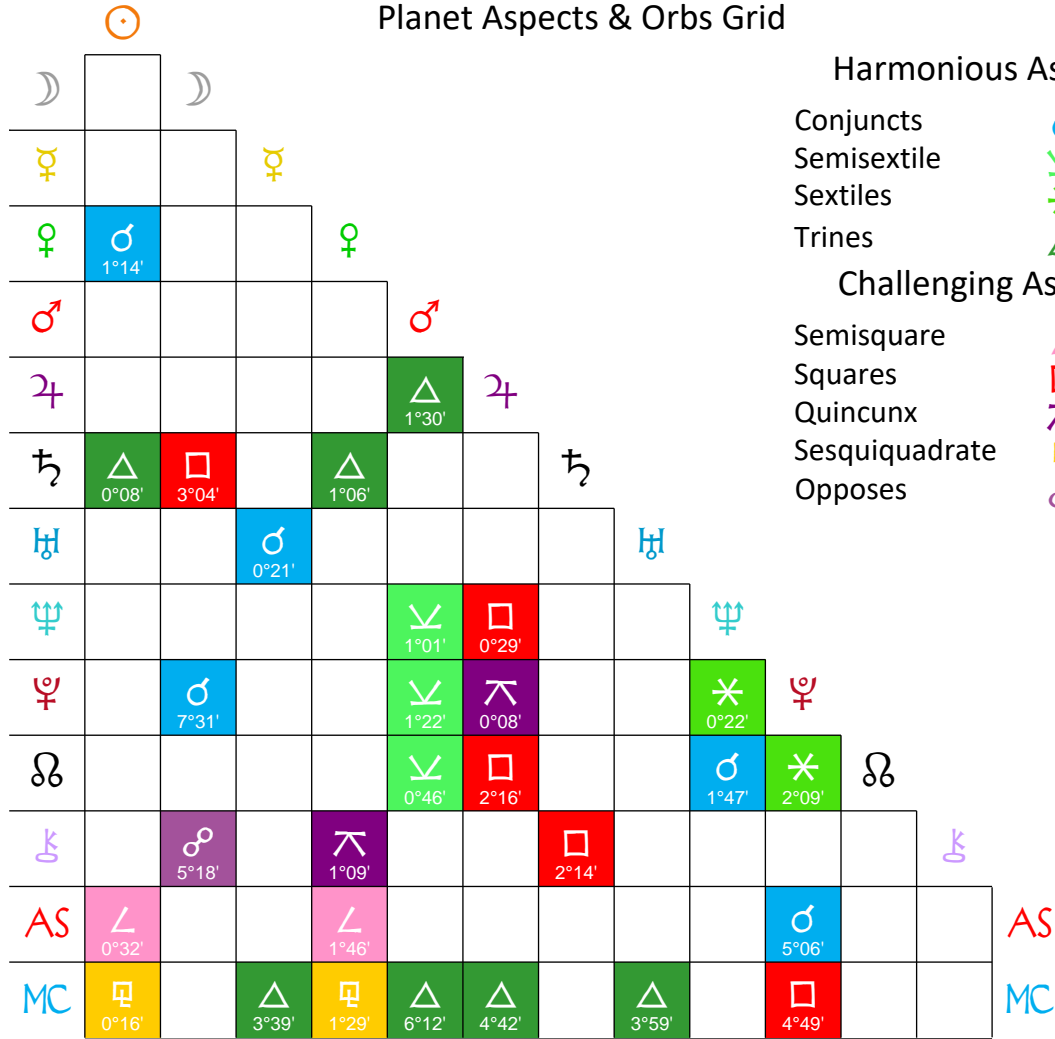 ☉
Planet Aspects & Orbs Grid
☽ ☽
Harmonious As
Conjuncts
Semisextile
Sextiles
Trines
☿ ☿
♀ ☌ ♀
1°14'
♂ ♂
Challenging As
Semisquare
Squares
Quincunx
Sesquiquadrate
Opposes
♃ △ ♃
1°30'
♄ △ □ △ ♄
0°08' 3°04' 1°06'
♅ ☌ ♅
0°21'
♆ ⚺ □ ♆
1°01' 0°29'
♇ ☌ ⚺ ⚻ ⚹ ♇
7°31' 1°22' 0°08' 0°22'
☊ ⚺ □ ☌ ⚹ ☊
0°46' 2°16' 1°47' 2°09'
⚷ ☍ ⚻ □ ⚷
5°18' 1°09' 2°14'
AS ∠ ∠ ☌ AS
0°32' 1°46' 5°06'
MC ⚼ △ ⚼ △ △ △ □ MC
0°16' 3°39' 1°29' 6°12' 4°42' 3°59' 4°49'